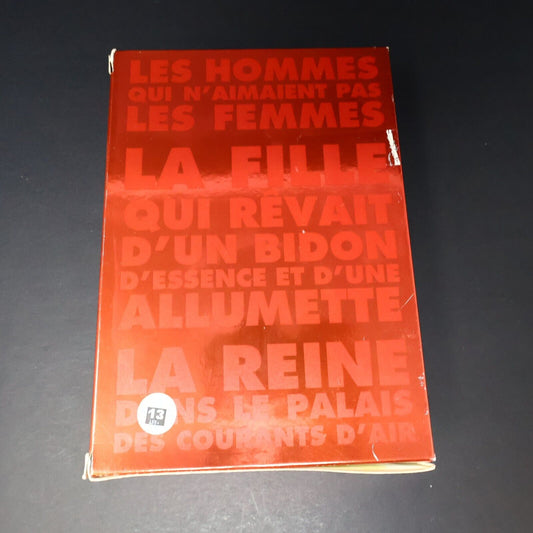 LES HOMMES
QUI N'AIMAIENT PAS
LES FEMMES
LA FILLE
QUI RÊVAIT
D'UN BIDON
D'ESSENCE ET D'UNE
ALLUMETTE
LA REINE
DANS LE PALAIS
DES COURANTS D'AIR
13